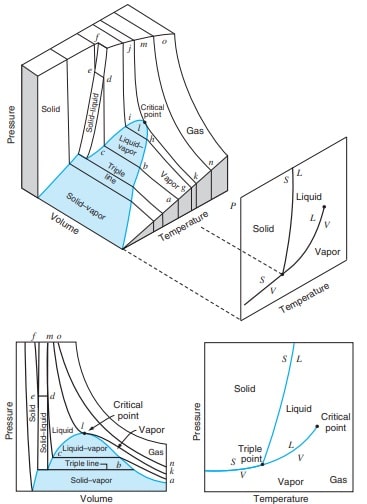 f
j
m
o
e
d
Solid
Solid–liquid
i
Critical
point
l
h
Liquid–
vapor
Gas
c
b
n
Triple
line
Vapor
g
k
a
Solid–vapor
Pressure
Volume
Temperature
P
S
L
Liquid
Solid
L
V
Vapor
S
V
Temperature
f
m
o
e
d
Solid
Solid–liquid
Liquid
l
Critical
point
Vapor
c
Liquid–vapor
Gas
Triple line
b
n
k
a
Solid–vapor
Pressure
Volume
S
L
Solid
Liquid
Critical
point
Triple
point
L
V
S
V
Vapor
Gas
Pressure
Temperature